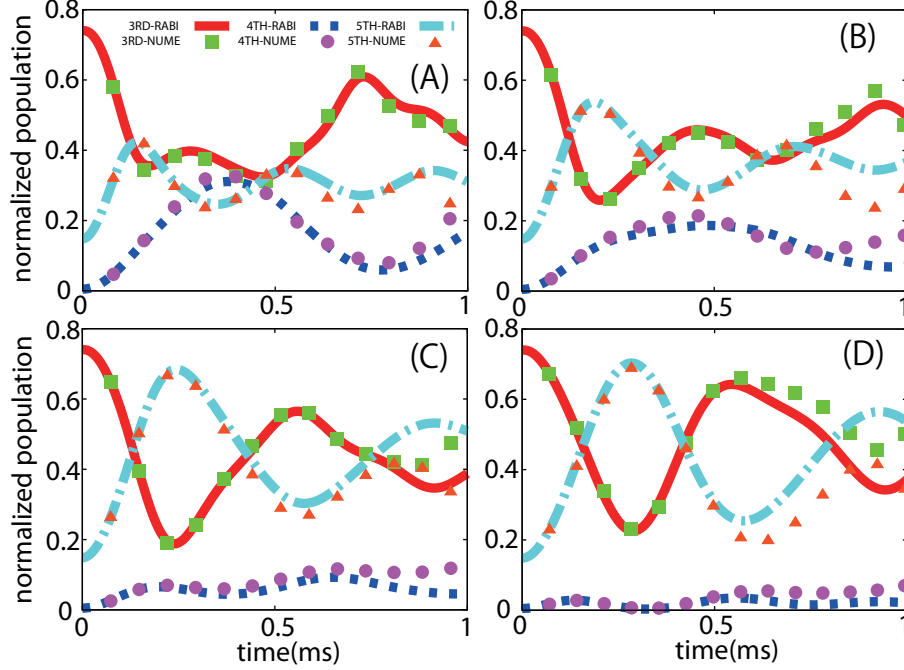 3RD-RABI 4TH-RABI 5TH-RABI
3RD-NUME 4TH-NUME 5TH-NUME
(A)
(B)
0.8
0.6
0.4
0.2
0
normalized population
0 0.5 1
0.8
0.6
0.4
0.2
0
0 0.5 1
(C)
(D)
0.8
0.6
0.4
0.2
0
normalized population
0 0.5 1
time(ms)
0.8
0.6
0.4
0.2
0
0 0.5 1
time(ms)